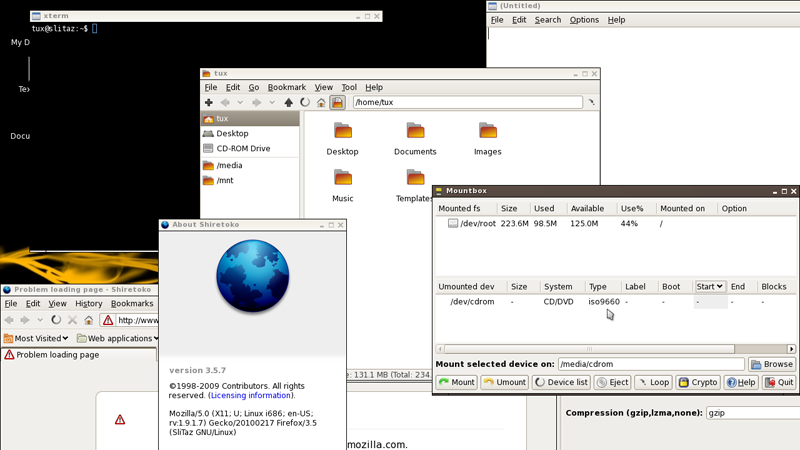 xterm
tux@slitaz:~$
My D
Tex
Docu
(Untitled)
File Edit Search Options Help
tux
File Edit Go Bookmark View Tool Help
/home/tux
tux
Desktop
CD-ROM Drive
/media
/mnt
Desktop Documents Images
Music Templates
Mountbox
Mounted fs Size Used Available Use% Mounted on Option
/dev/root 223.6M 98.5M 125.0M 44% /
Umounted dev Size System Type Label Boot Start End Blocks
/dev/cdrom - CD/DVD iso9660 - - - - -
Mount selected device on: /media/cdrom Browse
Mount Umount Device list Eject Loop Crypto Help Quit
About Shiretoko
version 3.5.7
©1998-2009 Contributors. All rights
reserved. (Licensing information).
Mozilla/5.0 (X11; U; Linux i686; en-US;
rv:1.9.1.7) Gecko/20100217 Firefox/3.5
(SliTaz GNU/Linux)
Problem loading page - Shiretoko
File Edit View History Bookmarks
http://www
Most Visited Web applications
Problem loading page
e: 131.1 MB (Total: 234.
mozilla.com.
Compression (gzip,lzma,none): gzip